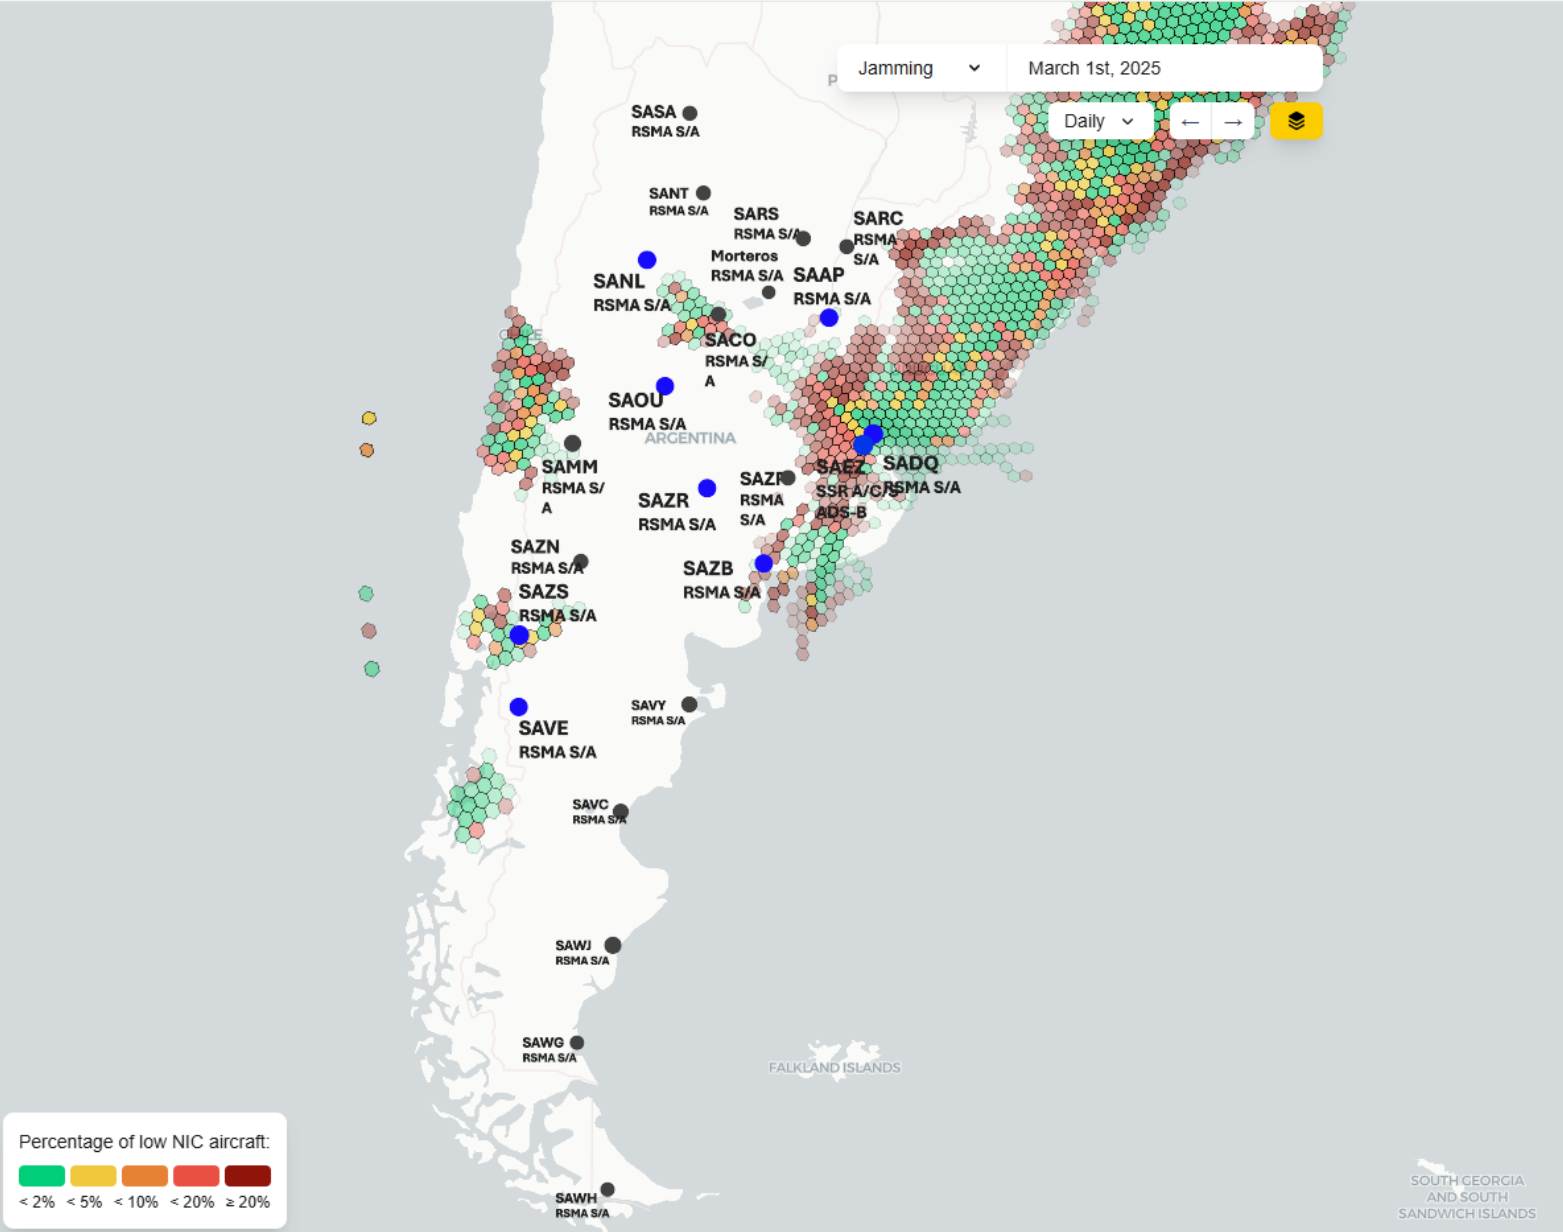 Jamming
March 1st, 2025
P
Daily
←
→
SASA
RSMA S/A
SANT
RSMA S/A
SARS
RSMA S/A
SARC
RSMA
S/A
Morteros
RSMA S/A
SAAP
RSMA S/A
SANL
RSMA S/A
SACO
RSMA S/
A
SAOU
RSMA S/A
ARGENTINA
SAMM
RSMA S/
A
SAEZ
SSR A/C/S
ADS-B
SADQ
RSMA S/A
RSMA
S/A
SAZR
RSMA S/A
SAZN
RSMA S/A
SAZB
RSMA S/A
SAZS
RSMA S/A
SAVY
RSMA S/A
SAVE
RSMA S/A
SAVC
RSMA S/A
SAWJ
RSMA S/A
SAWG
RSMA S/A
FALKLAND ISLANDS
SAWH
RSMA S/A
SOUTH GEORGIA
AND SOUTH
SANDWICH ISLANDS
Percentage of low NIC aircraft:
< 2% < 5% < 10% < 20% ≥ 20%